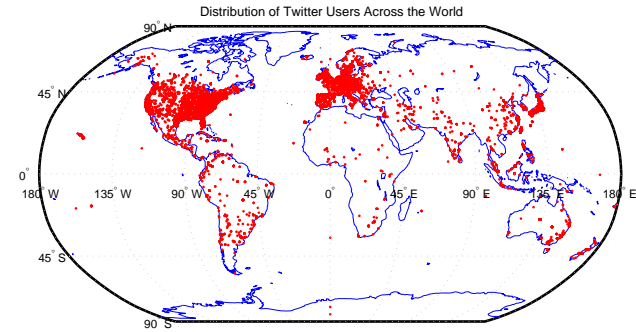 Distribution of Twitter Users Across the World
90° N
45° N
0°
180° W 135° W 90° W 45° W 0° 45° E 90° E 135° E 180° E
45° S
90° S